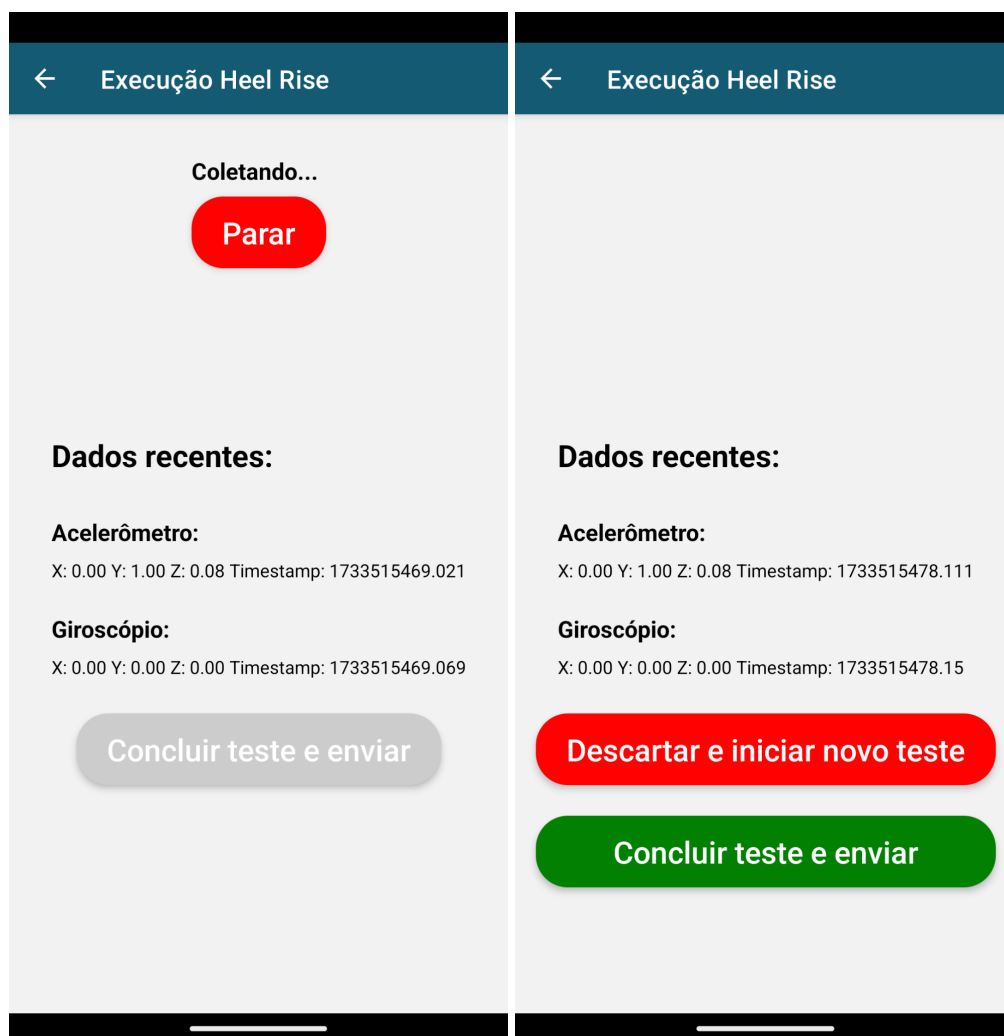 Execução Heel Rise
Coletando...
Parar
Dados recentes:
Acelerômetro:
X: 0.00 Y: 1.00 Z: 0.08 Timestamp: 1733515469.021
Giroscópio:
X: 0.00 Y: 0.00 Z: 0.00 Timestamp: 1733515469.069
Concluir teste e enviar
Execução Heel Rise
Dados recentes:
Acelerômetro:
X: 0.00 Y: 1.00 Z: 0.08 Timestamp: 1733515478.111
Giroscópio:
X: 0.00 Y: 0.00 Z: 0.00 Timestamp: 1733515478.15
Descartar e iniciar novo teste
Concluir teste e enviar